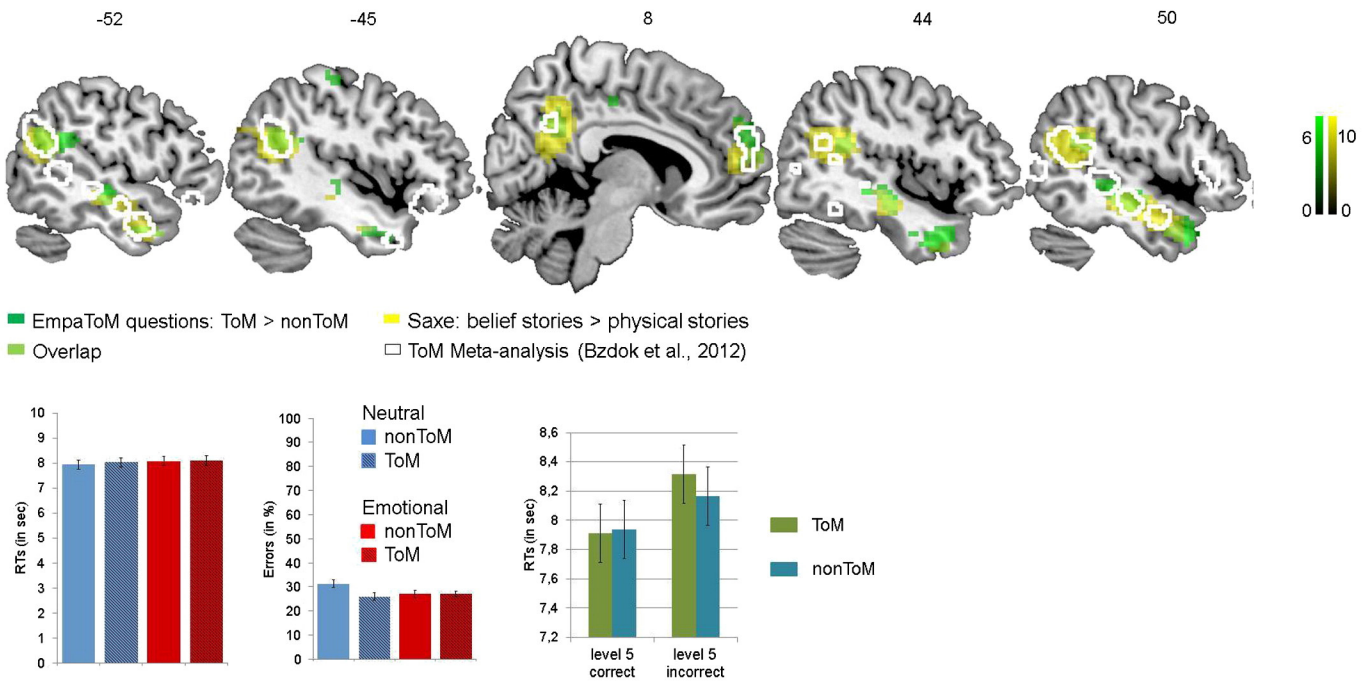 -52 -45 8 44 50
6 10
0 0
EmpaToM questions: ToM > nonToM
Saxe: belief stories > physical stories
Overlap
ToM Meta-analysis (Bzdok et al., 2012)
RTs (in sec)
10
9
8
7
6
5
4
3
2
1
0
Errors (in %)
100
90
80
70
60
50
40
30
20
10
0
Neutral
nonToM
ToM
Emotional
nonToM
ToM
RTs (in sec)
8,6
8,4
8,2
8
7,8
7,6
7,4
7,2
level 5 correct
level 5 incorrect
ToM
nonToM